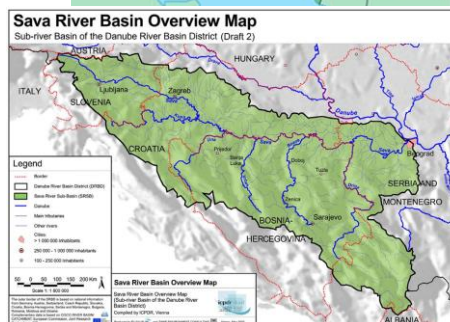 Sava River Basin Overview Map
Sub-river Basin of the Danube River Basin District (Draft 2)
AUSTRIA
HUNGARY
ITALY
Ljubljana
Zagreb
SLOVENIA
Danube
CROATIA
Prijedor
Banja
Luka
Doboj
Tuzla
Sava
Belgrad
SERBIA AND
MONTENEGRO
Zenica
Sarajevo
BOSNIA-
HERCEGOVINA
ALBANIA
Legend
Border
Danube River Basin District (DRBD)
Sava River Sub-Basin (SRSB)
Danube
Main tributaries
Other rivers
Cities:
> 1 000 000 inhabitants
250 000 - 1 000 000 inhabitants
100 - 250 000 inhabitants
50 0 50 100 150 200 Km
Sava River Basin Overview Map
Sava River Basin Overview Map
(Sub-river Basin of the Danube River
Basin District)
Compiled by ICPDR, Vienna